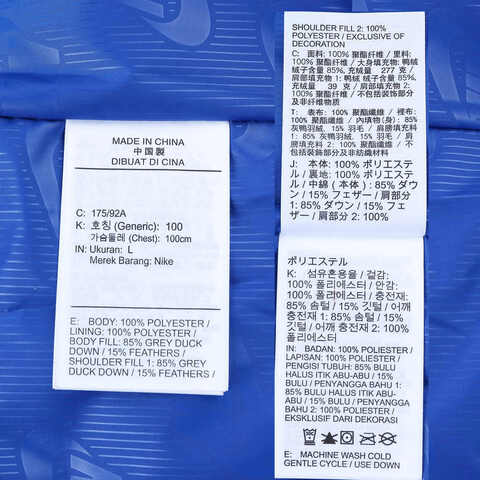 MADE IN CHINA
中国製
DIBUAT DI CINA
C: 175/92A
K: 호칭 (Generic): 100
가슴둘레 (Chest): 100cm
IN: Ukuran: L
Merek Barang: Nike
E: BODY: 100% POLYESTER /
LINING: 100% POLYESTER /
BODY FILL: 85% GREY DUCK
DOWN / 15% FEATHERS /
SHOULDER FILL 1: 85% GREY
DUCK DOWN / 15% FEATHERS /
SHOULDER FILL 2: 100%
POLYESTER / EXCLUSIVE OF
DECORATION
C: 面料: 100% 聚酯纤维 / 里料:
100% 聚酯纤维 / 大身填充物: 鸭绒
绒子含量 85%, 充绒量 277 克 /
肩部填充物 1: 鸭绒 绒子含量 85%,
充绒量 39 克 / 肩部填充物 2:
100% 聚酯纤维 / 不包括装饰部分
及非纤维物质
T: 表布: 100% 聚酯纖維 / 裡布:
100% 聚酯纖維 / 內填物(身): 85%
灰鴨羽絨, 15% 羽毛 / 肩填充 1:
85% 灰鴨羽絨, 15% 羽毛 / 肩填充
2: 100% 聚酯纖維 / 不包括
裝飾部分及非紡織材料
J: 本体: 100% ポリエステル
/ 裏地: 100% ポリエステル
/ 中綿 (本体): 85% ダウ
ン / 15% フェザー / 肩部分
1: 85% ダウン / 15% フェ
ザー / 肩部分 2: 100%
ポリエステル
K: 섬유혼용율 / 겉감:
100% 폴리에스터 / 안감:
100% 폴리에스터 / 충전재:
85% 솜털 / 15% 깃털 / 어깨
충전재 1: 85% 솜털 / 15%
깃털 / 어깨 충전재 2: 100%
폴리에스터
IN: BADAN: 100% POLIESTER /
LAPISAN: 100% POLIESTER /
PENGISI TUBUH: 85% BULU
HALUS ITIK ABU-ABU / 15%
BULU / PENYANGGA BAHU 1:
85% BULU HALUS ITIK ABU-ABU /
15% BULU / PENYANGGA BAHU 2:
100% POLIESTER /
EKSKLUSIF DARI DEKORASI
E: MACHINE WASH COLD
GENTLE CYCLE / USE DOWN